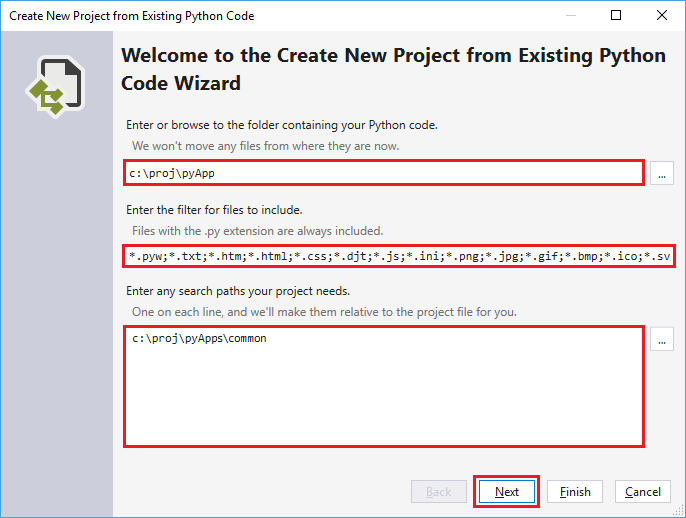 Create New Project from Existing Python Code
Welcome to the Create New Project from Existing Python
Code Wizard
Enter or browse to the folder containing your Python code.
We won't move any files from where they are now.
c:\proj\pyApp
...
Enter the filter for files to include.
Files with the .py extension are always included.
*.pyw;*.txt;*.htm;*.html;*.css;*.djt;*.js;*.ini;*.png;*.jpg;*.gif;*.bmp;*.ico;*.sv
Enter any search paths your project needs.
One on each line, and we'll make them relative to the project file for you.
c:\proj\pyApps\common
...
Back Next Finish Cancel